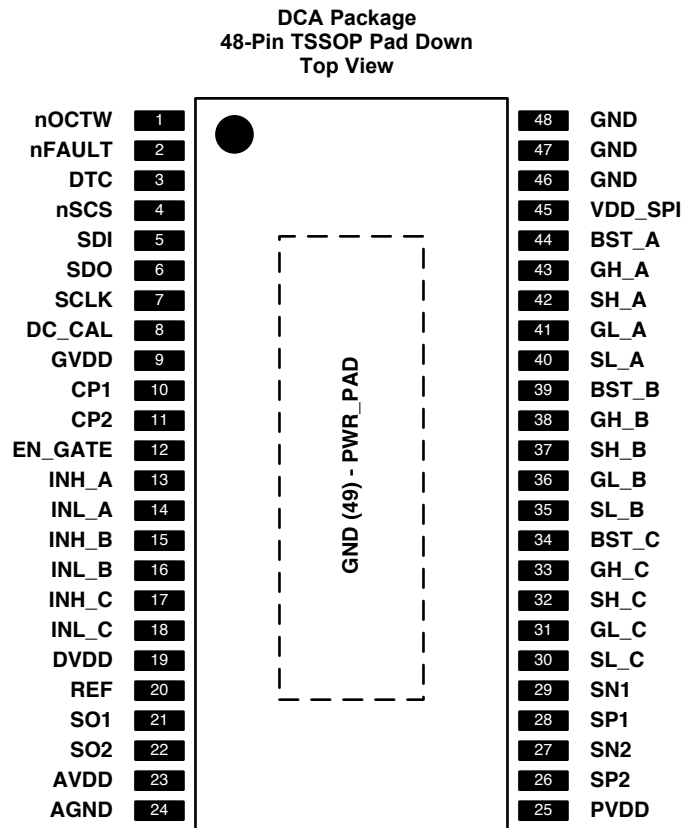 DCA Package
48-Pin TSSOP Pad Down
Top View
nOCTW 1 48 GND
nFAULT 2 47 GND
DTC 3 46 GND
nSCS 4 45 VDD_SPI
SDI 5 44 BST_A
SDO 6 43 GH_A
SCLK 7 42 SH_A
DC_CAL 8 41 GL_A
GVDD 9 40 SL_A
CP1 10 39 BST_B
CP2 11 38 GH_B
EN_GATE 12 37 SH_B
INH_A 13 36 GL_B
INL_A 14 35 SL_B
INH_B 15 34 BST_C
INL_B 16 33 GH_C
INH_C 17 32 SH_C
INL_C 18 31 GL_C
DVDD 19 30 SL_C
REF 20 29 SN1
SO1 21 28 SP1
SO2 22 27 SN2
AVDD 23 26 SP2
AGND 24 25 PVDD
GND (49) - PWR_PAD